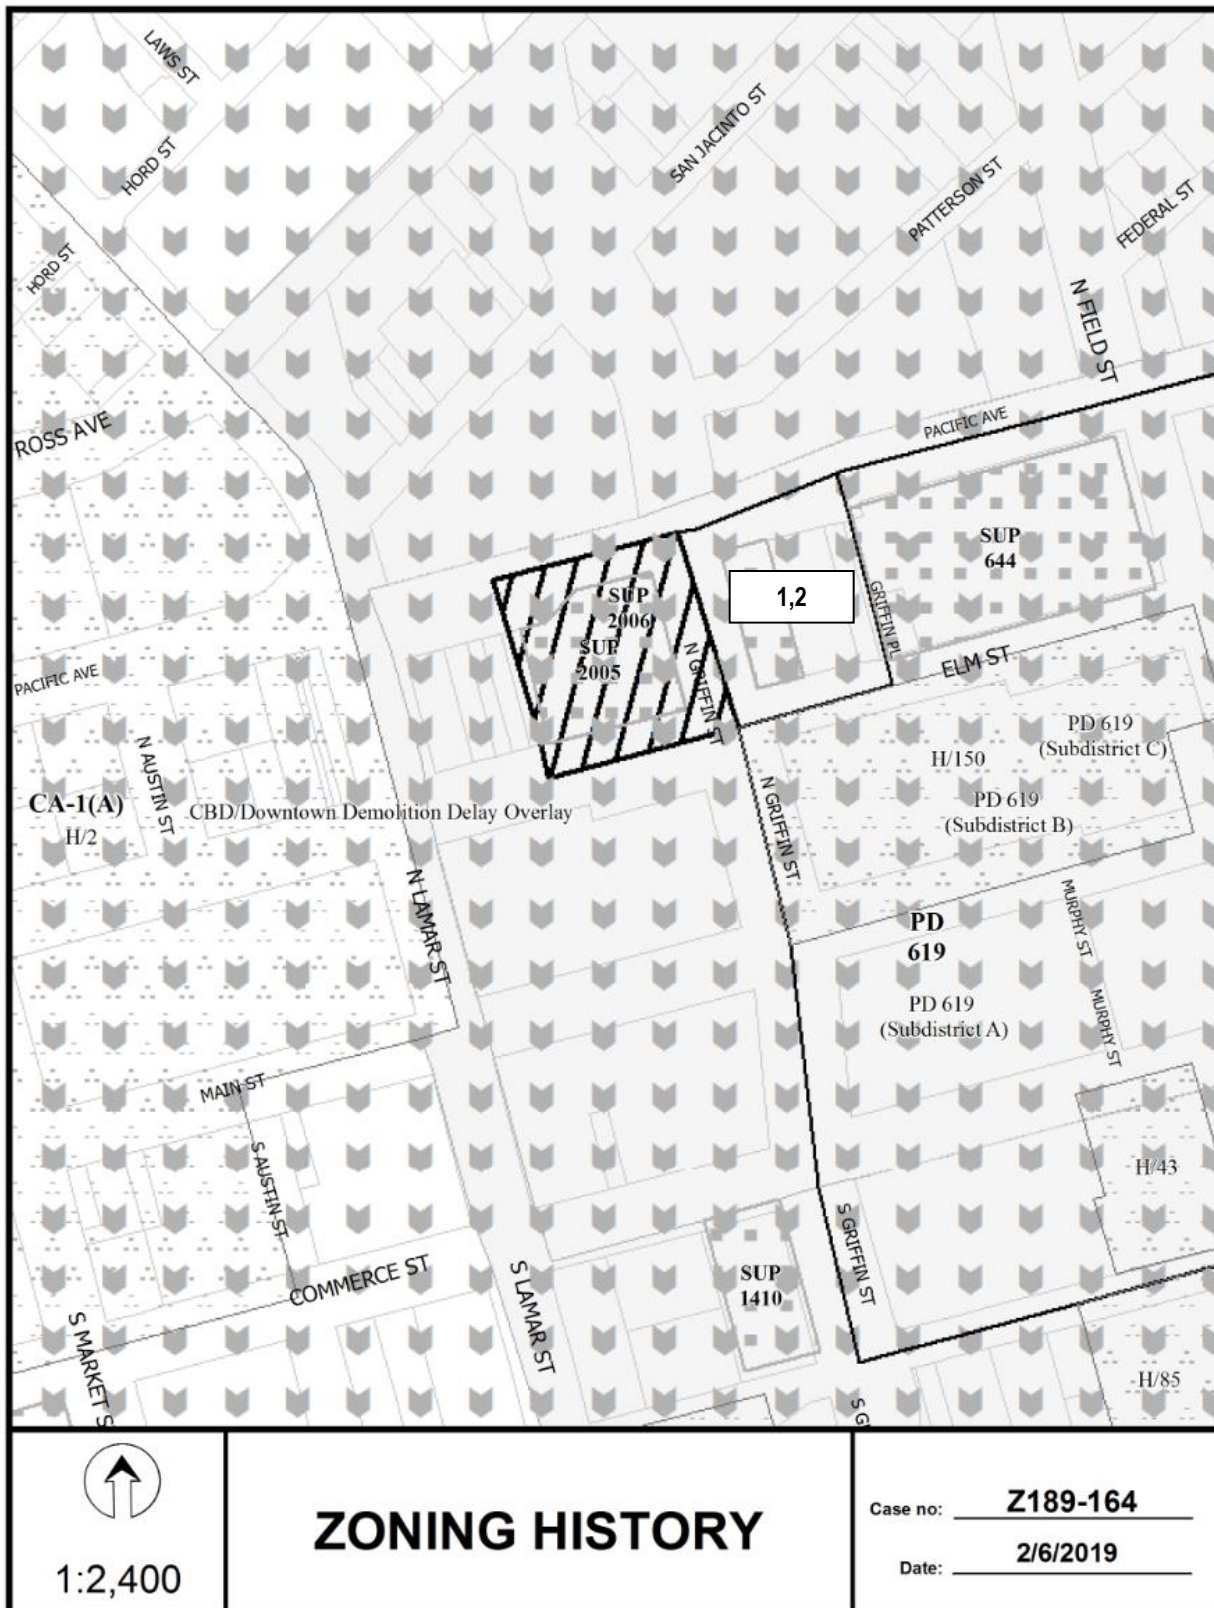 LAWS ST
HORD ST
HORD ST
SAN JACINTO ST
PATTERSON ST
FEDERAL ST
N FIELD ST
ROSS AVE
PACIFIC AVE
SUP
644
SUP
2006
SUP
2005
1,2
GRIFFIN PL
N GRIFFIN ST
ELM ST
PACIFIC AVE
N AUSTIN ST
PD 619
(Subdistrict C)
H/150
PD 619
(Subdistrict B)
CA-1(A)
H/2
CBD/Downtown Demolition Delay Overlay
N GRIFFIN ST
N LAMAR ST
MURPHY ST
PD
619
PD 619
(Subdistrict A)
MURPHY ST
MAIN ST
S AUSTIN ST
H/43
S GRIFFIN ST
SUP
1410
COMMERCE ST
S LAMAR ST
S MARKET S
H/85
S G
1:2,400
ZONING HISTORY
Case no: Z189-164
Date: 2/6/2019